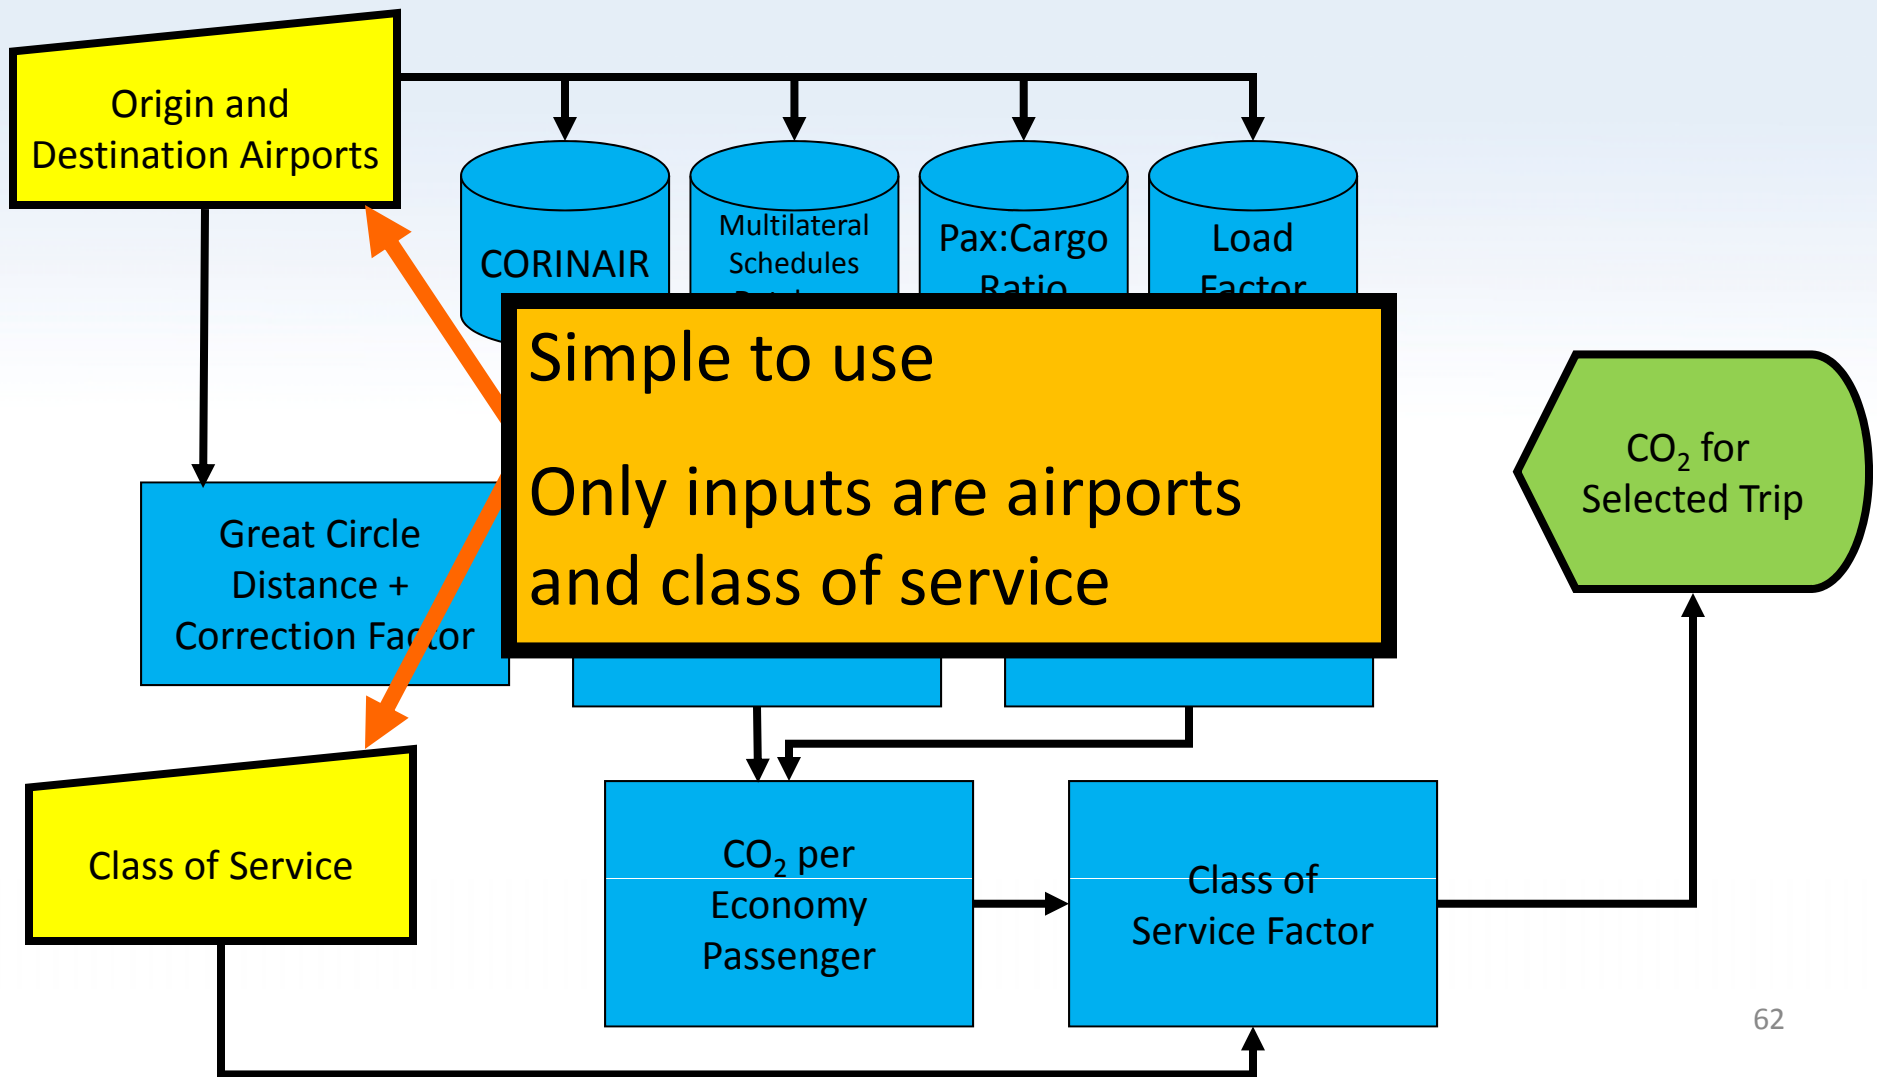 Origin and
Destination Airports
CORINAIR
Multilateral
Schedules
Pax:Cargo
Ratio
Load
Factor
Simple to use
Only inputs are airports
and class of service
CO₂ for
Selected Trip
Great Circle
Distance +
Correction Factor
Class of Service
CO₂ per
Economy
Passenger
Class of
Service Factor
62